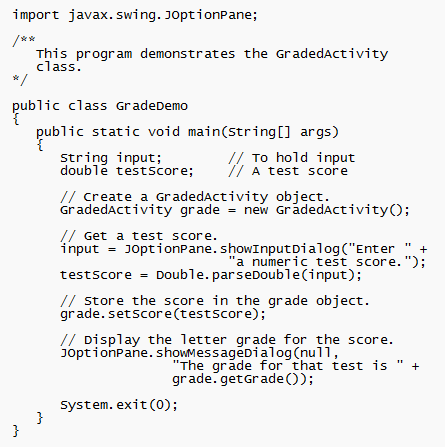 import javax.swing.JOptionPane;
/**
This program demonstrates the GradedActivity
class.
*/
public class GradeDemo
{
public static void main(String[] args)
{
String input; // To hold input
double testScore; // A test score
// Create a GradedActivity object.
GradedActivity grade = new GradedActivity();
// Get a test score.
input = JOptionPane.showInputDialog("Enter " +
"a numeric test score.");
testScore = Double.parseDouble(input);
// Store the score in the grade object.
grade.setScore(testScore);
// Display the letter grade for the score.
JOptionPane.showMessageDialog(null,
"The grade for that test is " +
grade.getGrade());
System.exit(0);
}
}